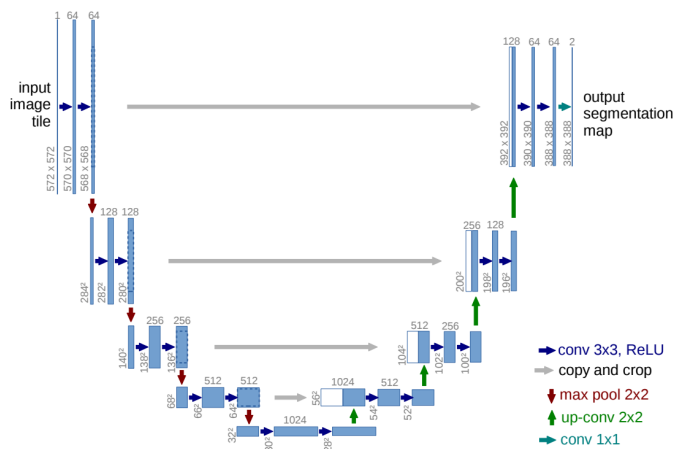 1 64 64
input
image
tile
572 x 572
570 x 570
568 x 568
128 64 64 2
392 x 392
390 x 390
388 x 388
388 x 388
output
segmentation
map
128 128
284²
282²
280²
256 128
200²
198²
196²
256 256
140²
138²
136²
512 256
104²
102²
100²
512 512
68²
66²
64²
1024 512
56²
54²
52²
1024
32²
30²
28²
conv 3x3, ReLU
copy and crop
max pool 2x2
up-conv 2x2
conv 1x1